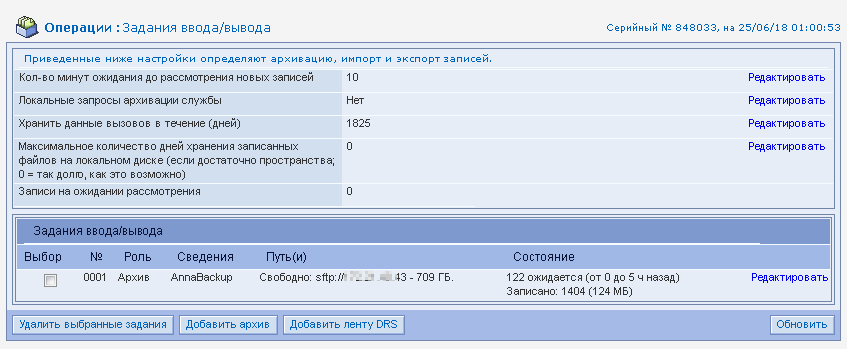 Операции : Задания ввода/вывода
Серийный № 848033, на 25/06/18 01:00:53
Приведенные ниже настройки определяют архивацию, импорт и экспорт записей.
Кол-во минут ожидания до рассмотрения новых записей 10 Редактировать
Локальные запросы архивации службы Нет Редактировать
Хранить данные вызовов в течение (дней) 1825 Редактировать
Максимальное количество дней хранения записанных 0 Редактировать
файлов на локальном диске (если достаточно пространства;
0 = так долго, как это возможно)
Записи на ожидании рассмотрения 0
Задания ввода/вывода
Выбор № Роль Сведения Путь(и) Состояние
0001 Архив AnnaBackup Свободно: sftp:// .43 - 709 ГБ. 122 ожидается (от 0 до 5 ч назад) Редактировать
Записано: 1404 (124 МБ)
Удалить выбранные задания Добавить архив Добавить ленту DRS Обновить